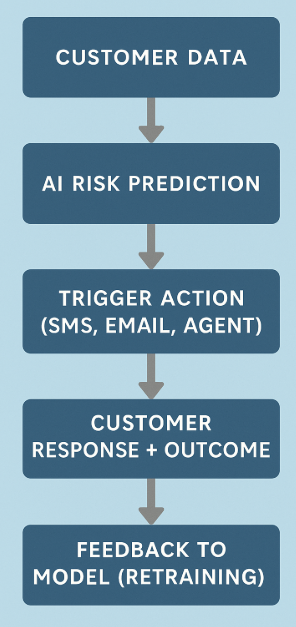 CUSTOMER DATA
AI RISK PREDICTION
TRIGGER ACTION
(SMS, EMAIL, AGENT)
CUSTOMER
RESPONSE + OUTCOME
FEEDBACK TO
MODEL (RETRAINING)